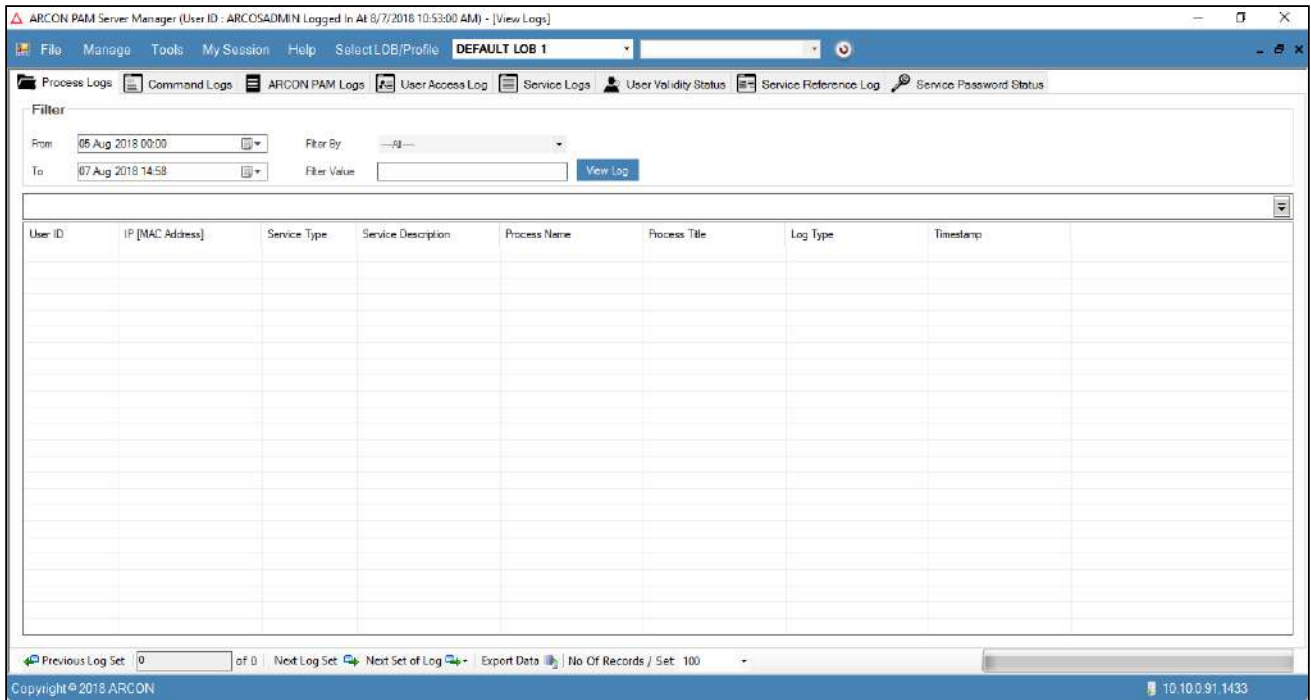 ARCON PAM Server Manager (User ID : ARCOSADMIN Logged In At 8/7/2018 10:53:00 AM) - [View Logs]
File Manage Tools My Session Help Select LOB/Profile DEFAULT LOB 1
Process Logs Command Logs ARCON PAM Logs User Access Log Service Logs User Validity Status Service Reference Log Service Password Status
Filter
From 05 Aug 2018 00:00 Filter By ----All----
To 07 Aug 2018 14:58 Filter Value View Log
User ID IP [MAC Address] Service Type Service Description Process Name Process Title Log Type Timestamp
Previous Log Set 0 of 0 Next Log Set Next Set of Log Export Data No Of Records / Set 100
Copyright © 2018 ARCON 10.10.0.91,1433